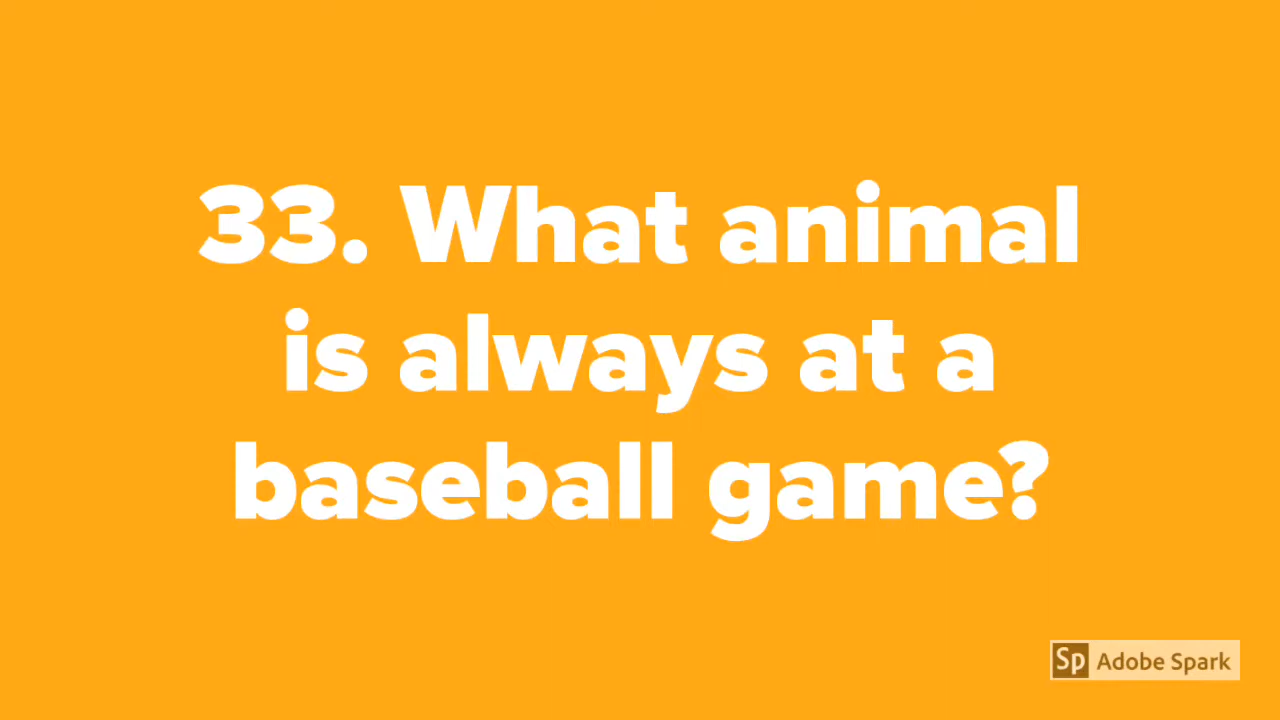 33. What animal
is always at a
baseball game?
Sp Adobe Spark